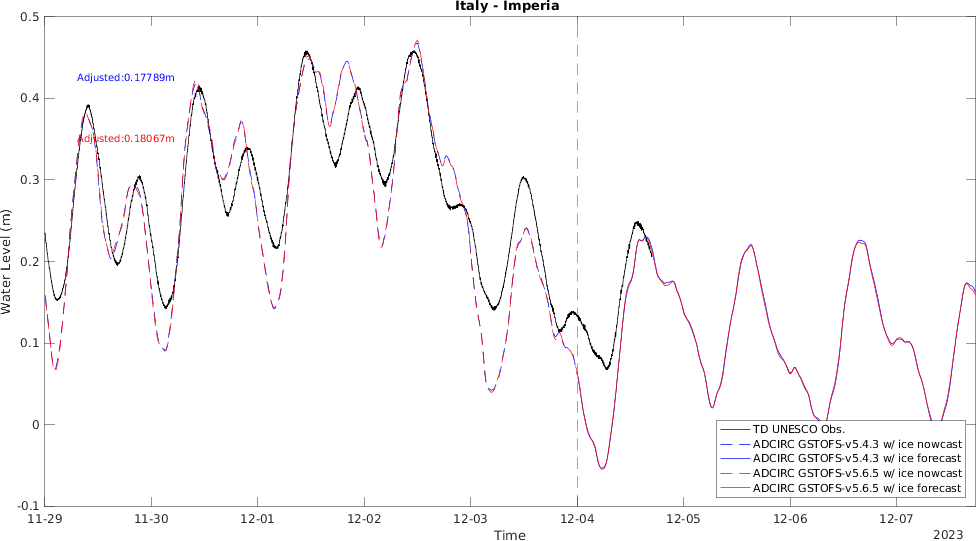 Italy - Imperia
0.5
0.4
0.3
0.2
0.1
0
-0.1
Water Level (m)
Adjusted:0.17789m
Adjusted:0.18067m
TD UNESCO Obs.
ADCIRC GSTOFS-v5.4.3 w/ ice nowcast
ADCIRC GSTOFS-v5.4.3 w/ ice forecast
ADCIRC GSTOFS-v5.6.5 w/ ice nowcast
ADCIRC GSTOFS-v5.6.5 w/ ice forecast
11-29 11-30 12-01 12-02 12-03 12-04 12-05 12-06 12-07
Time
2023